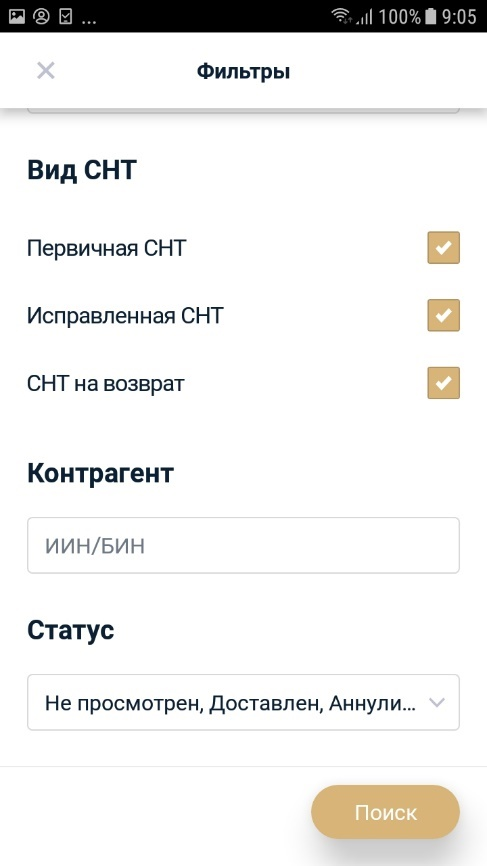 ... 100% 9:05
Фильтры
Вид СНТ
Первичная СНТ
Исправленная СНТ
СНТ на возврат
Контрагент
ИИН/БИН
Статус
Не просмотрен, Доставлен, Аннули...
Поиск